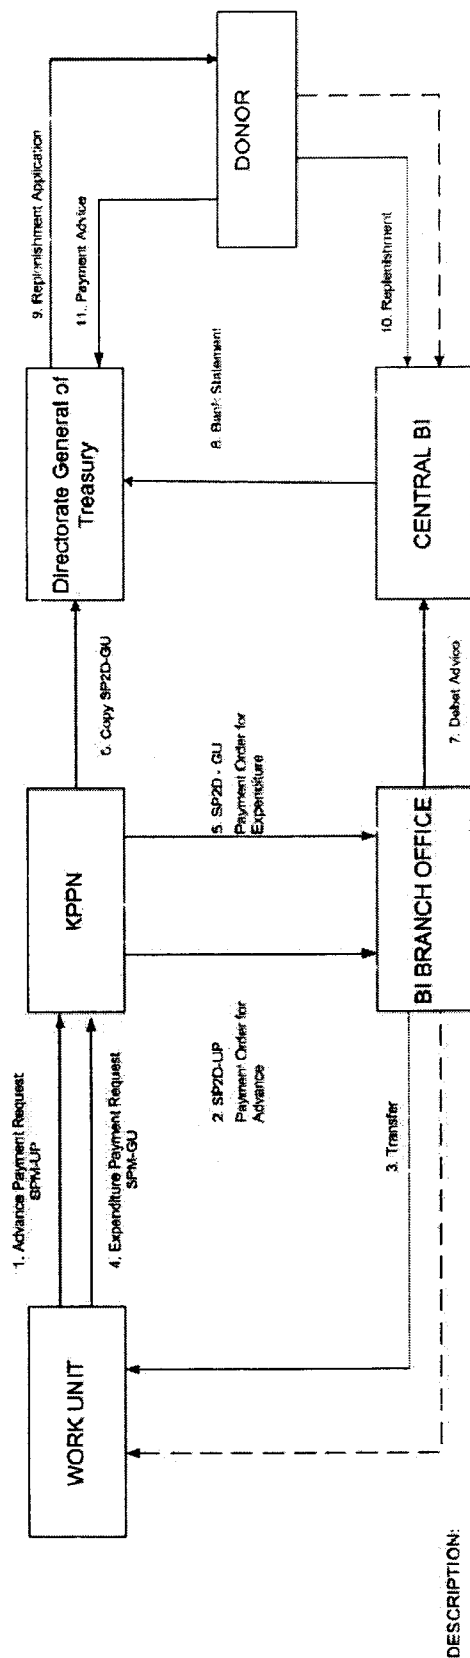 1. Advance Payment Request
SPM-UP
4. Expenditure Payment Request
SPM-GU
6. Copy SP2D-GU
9. Replenishment Application
11. Payment Advice
WORK UNIT
KPPN
Directorate General of
Treasury
DONOR
2. SP2D-UP
Payment Order for
Advance
5. SP2D - GU
Payment Order for
Expenditure
8. Bank Statement
10. Replenishment
3. Transfer
BI BRANCH OFFICE
7. Debet Advice
CENTRAL BI
DESCRIPTION: